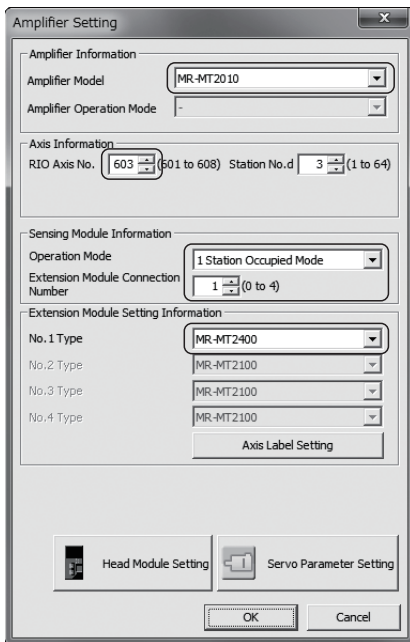 Amplifier Setting
x
Amplifier Information
Amplifier Model MR-MT2010
Amplifier Operation Mode -
Axis Information
RIO Axis No. 603 (601 to 608) Station No.d 3 (1 to 64)
Sensing Module Information
Operation Mode 1 Station Occupied Mode
Extension Module Connection
Number 1 (0 to 4)
Extension Module Setting Information
No.1 Type MR-MT2400
No.2 Type MR-MT2100
No.3 Type MR-MT2100
No.4 Type MR-MT2100
Axis Label Setting
Head Module Setting Servo Parameter Setting
OK Cancel